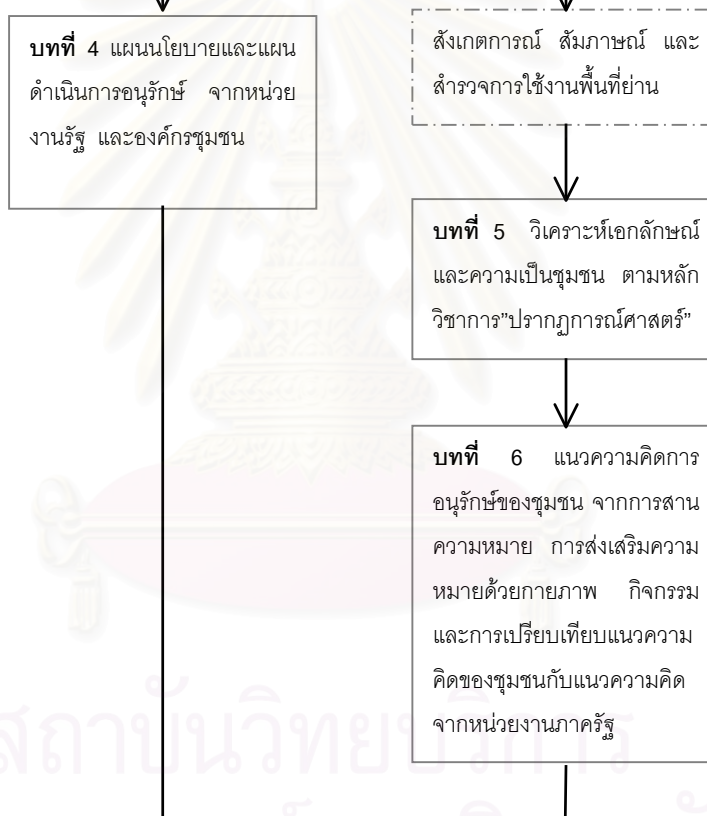 บทที่ 4 แผนนโยบายและแผน
ดำเนินการอนุรักษ์ จากหน่วย
งานรัฐ และองค์กรชุมชน
สังเกตการณ์ สัมภาษณ์ และ
สำรวจการใช้งานพื้นที่ย่าน
บทที่ 5 วิเคราะห์เอกลักษณ์
และความเป็นชุมชน ตามหลัก
วิชาการ"ปรากฏการณ์ศาสตร์"
บทที่ 6 แนวความคิดการ
อนุรักษ์ของชุมชน จากการสาน
ความหมาย การส่งเสริมความ
หมายด้วยกายภาพ กิจกรรม
และการเปรียบเทียบแนวความ
คิดของชุมชนกับแนวความคิด
จากหน่วยงานภาครัฐ
สถาบันวิทยบริการ